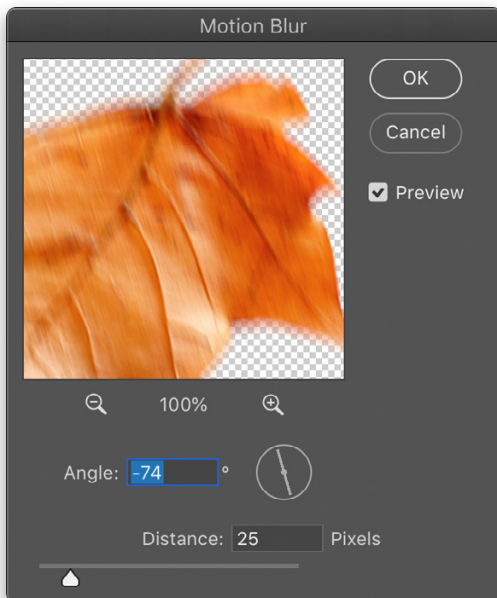 Motion Blur
OK
Cancel
Preview
100%
Angle: -74 °
Distance: 25 Pixels